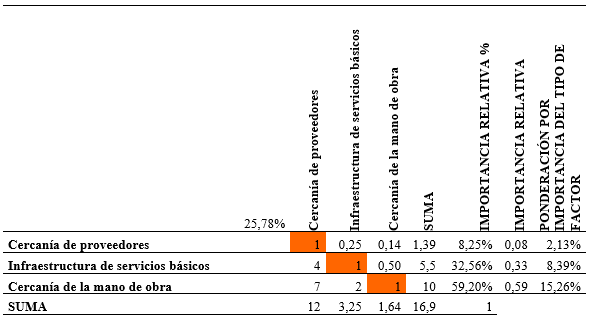 25,78% Cercanía de proveedores Infraestructura de servicios básicos Cercanía de la mano de obra SUMA IMPORTANCIA RELATIVA % IMPORTANCIA RELATIVA PONDERACIÓN POR IMPORTANCIA DEL TIPO DE FACTOR
Cercanía de proveedores 1 0,25 0,14 1,39 8,25% 0,08 2,13%
Infraestructura de servicios básicos 4 1 0,50 5,5 32,56% 0,33 8,39%
Cercanía de la mano de obra 7 2 1 10 59,20% 0,59 15,26%
SUMA 12 3,25 1,64 16,9 1